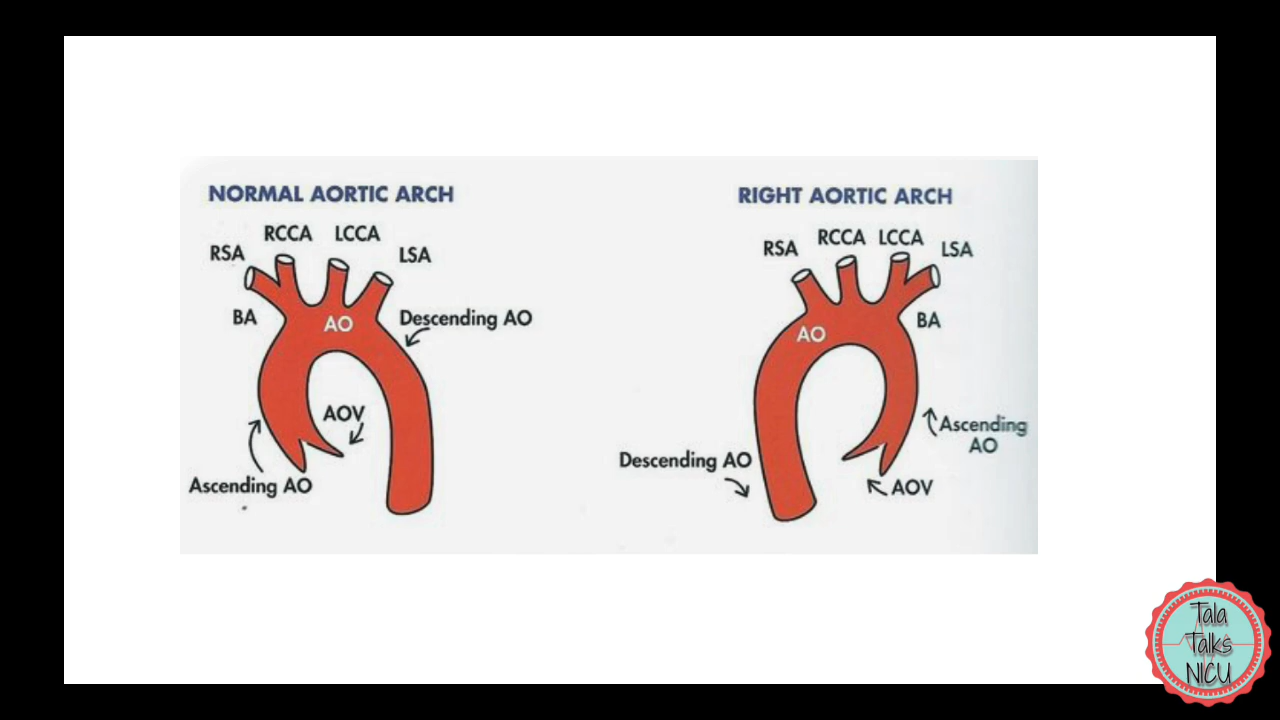 NORMAL AORTIC ARCH
RCCA LCCA
RSA
LSA
BA
AO
Descending AO
AOV
Ascending AO
RIGHT AORTIC ARCH
RCCA LCCA
RSA
LSA
AO
BA
Ascending
AO
Descending AO
AOV
Tala
Talks
NICU